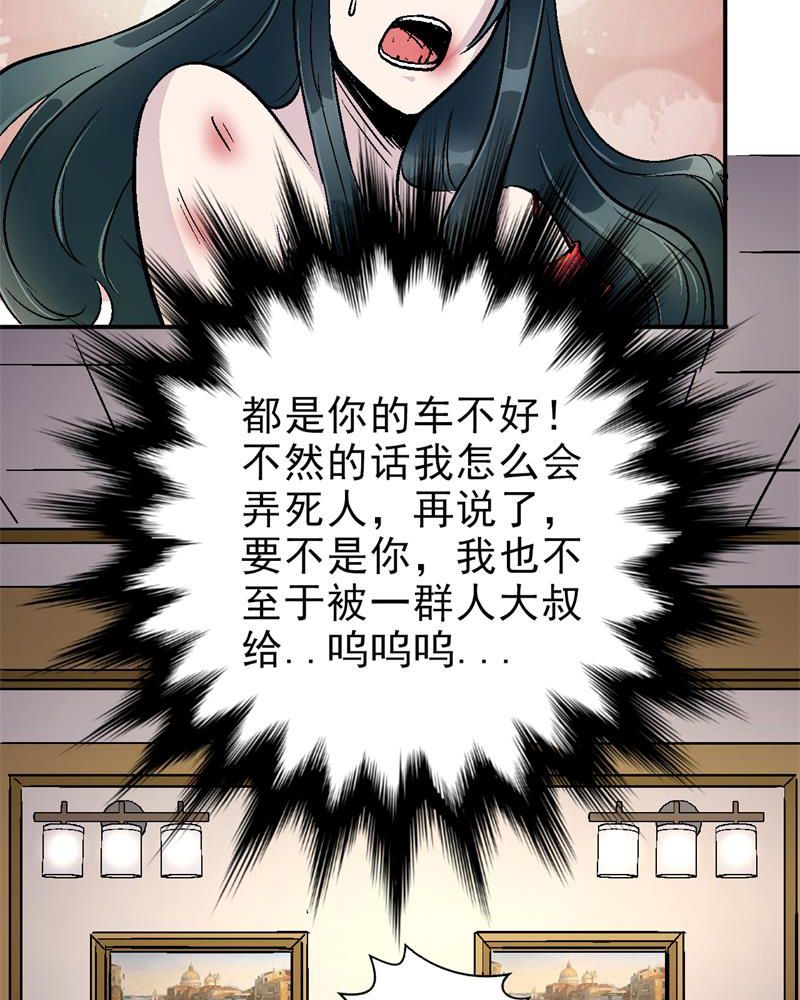 都是你的车不好！
不然的话我怎么会
弄死人，再说了，
要不是你，我也不
至于被一群人大叔
给..呜呜呜...